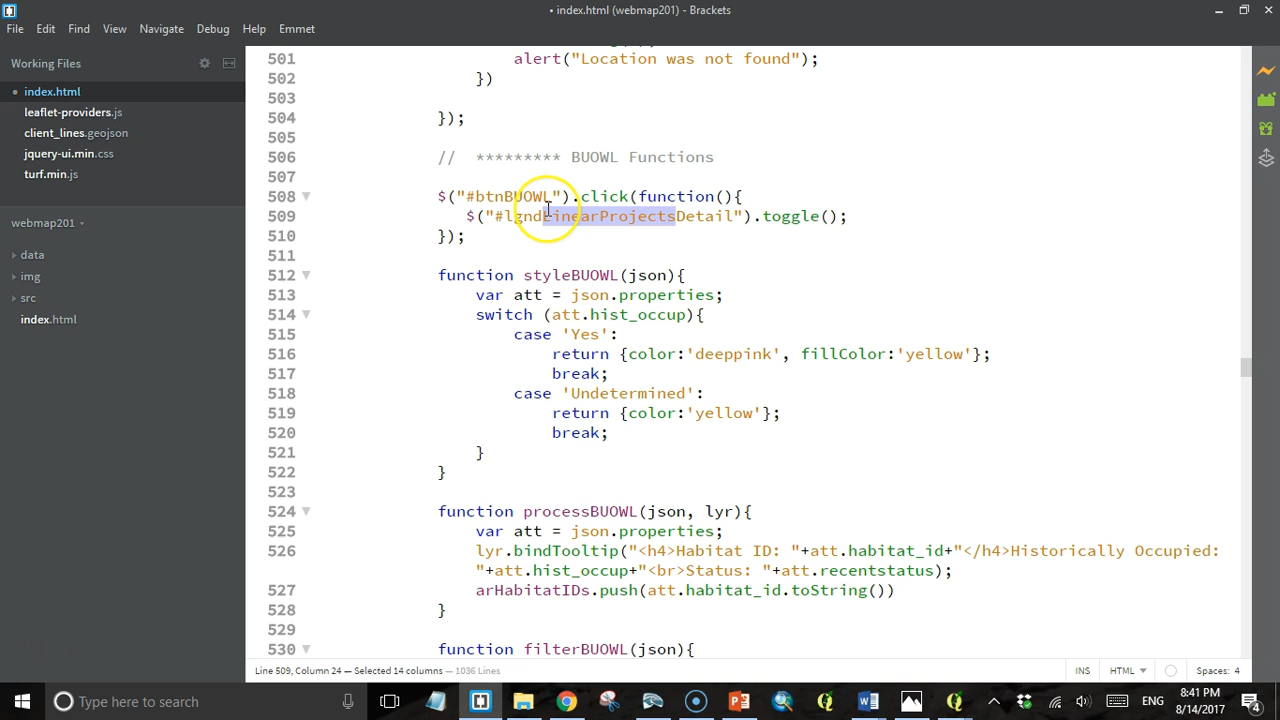 • index.html (webmap201) - Brackets
File Edit Find View Navigate Debug Help Emmet
Working Files
index.html
leaflet-providers.js
client_lines.geojson
jquery-ui.min.css
turf.min.js
webmap201
data
img
src
index.html
501 alert("Location was not found");
502 })
503
504 });
505
506 // ********* BUOWL Functions
507
508 $("#btnBUOWL").click(function(){
509 $("#lgndLinearProjectsDetail").toggle();
510 });
511
512 function styleBUOWL(json){
513 var att = json.properties;
514 switch (att.hist_occup){
515 case 'Yes':
516 return {color:'deeppink', fillColor:'yellow'};
517 break;
518 case 'Undetermined':
519 return {color:'yellow'};
520 break;
521 }
522 }
523
524 function processBUOWL(json, lyr){
525 var att = json.properties;
526 lyr.bindTooltip("<h4>Habitat ID: "+att.habitat_id+"</h4>Historically Occupied:
"+att.hist_occup+"<br>Status: "+att.recentstatus);
527 arHabitatIDs.push(att.habitat_id.toString())
528 }
529
530 function filterBUOWL(json){
Line 509, Column 24 — Selected 14 columns — 1036 Lines
INS HTML Spaces: 4
Type here to search
ENG
8:41 PM
8/14/2017
4